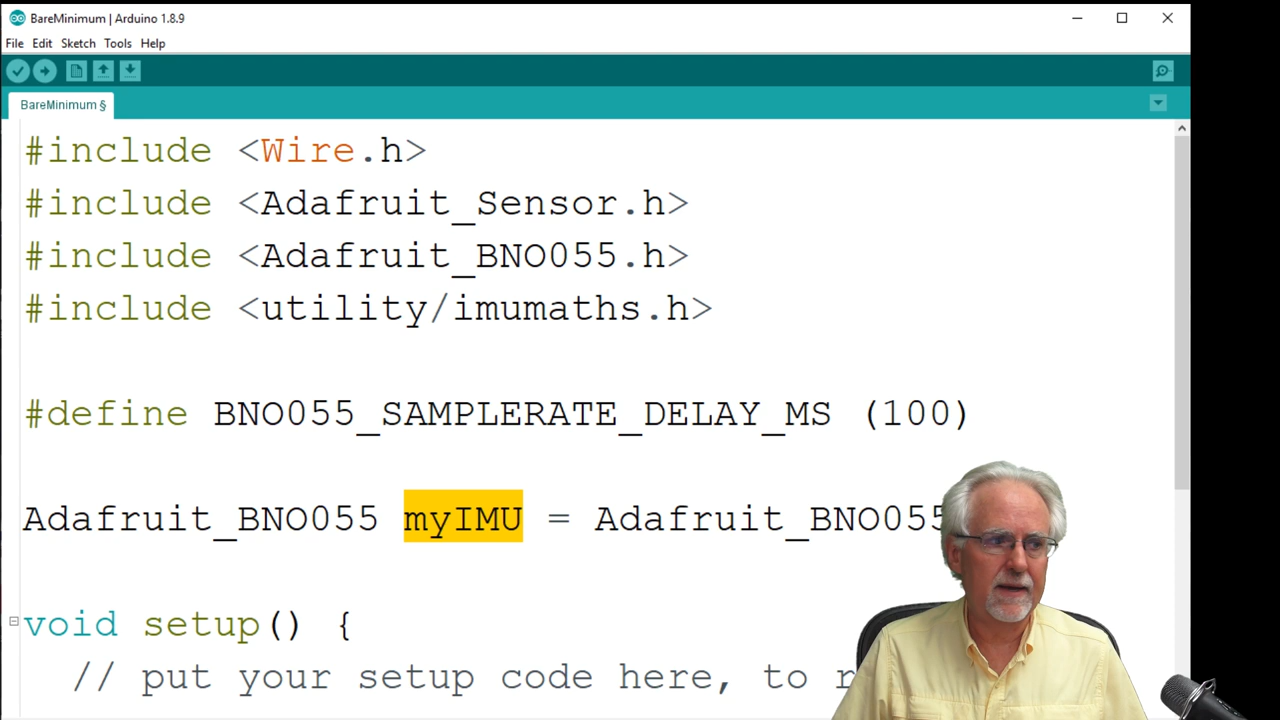 BareMinimum | Arduino 1.8.9
File Edit Sketch Tools Help
BareMinimum §
#include <Wire.h>
#include <Adafruit_Sensor.h>
#include <Adafruit_BNO055.h>
#include <utility/imumaths.h>
#define BNO055_SAMPLERATE_DELAY_MS (100)
Adafruit_BNO055 myIMU = Adafruit_BNO055
void setup() {
// put your setup code here, to